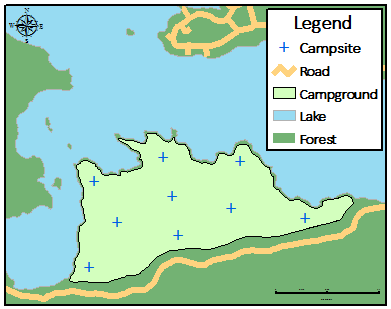 N
W E
S
Legend
Campsite
Road
Campground
Lake
Forest